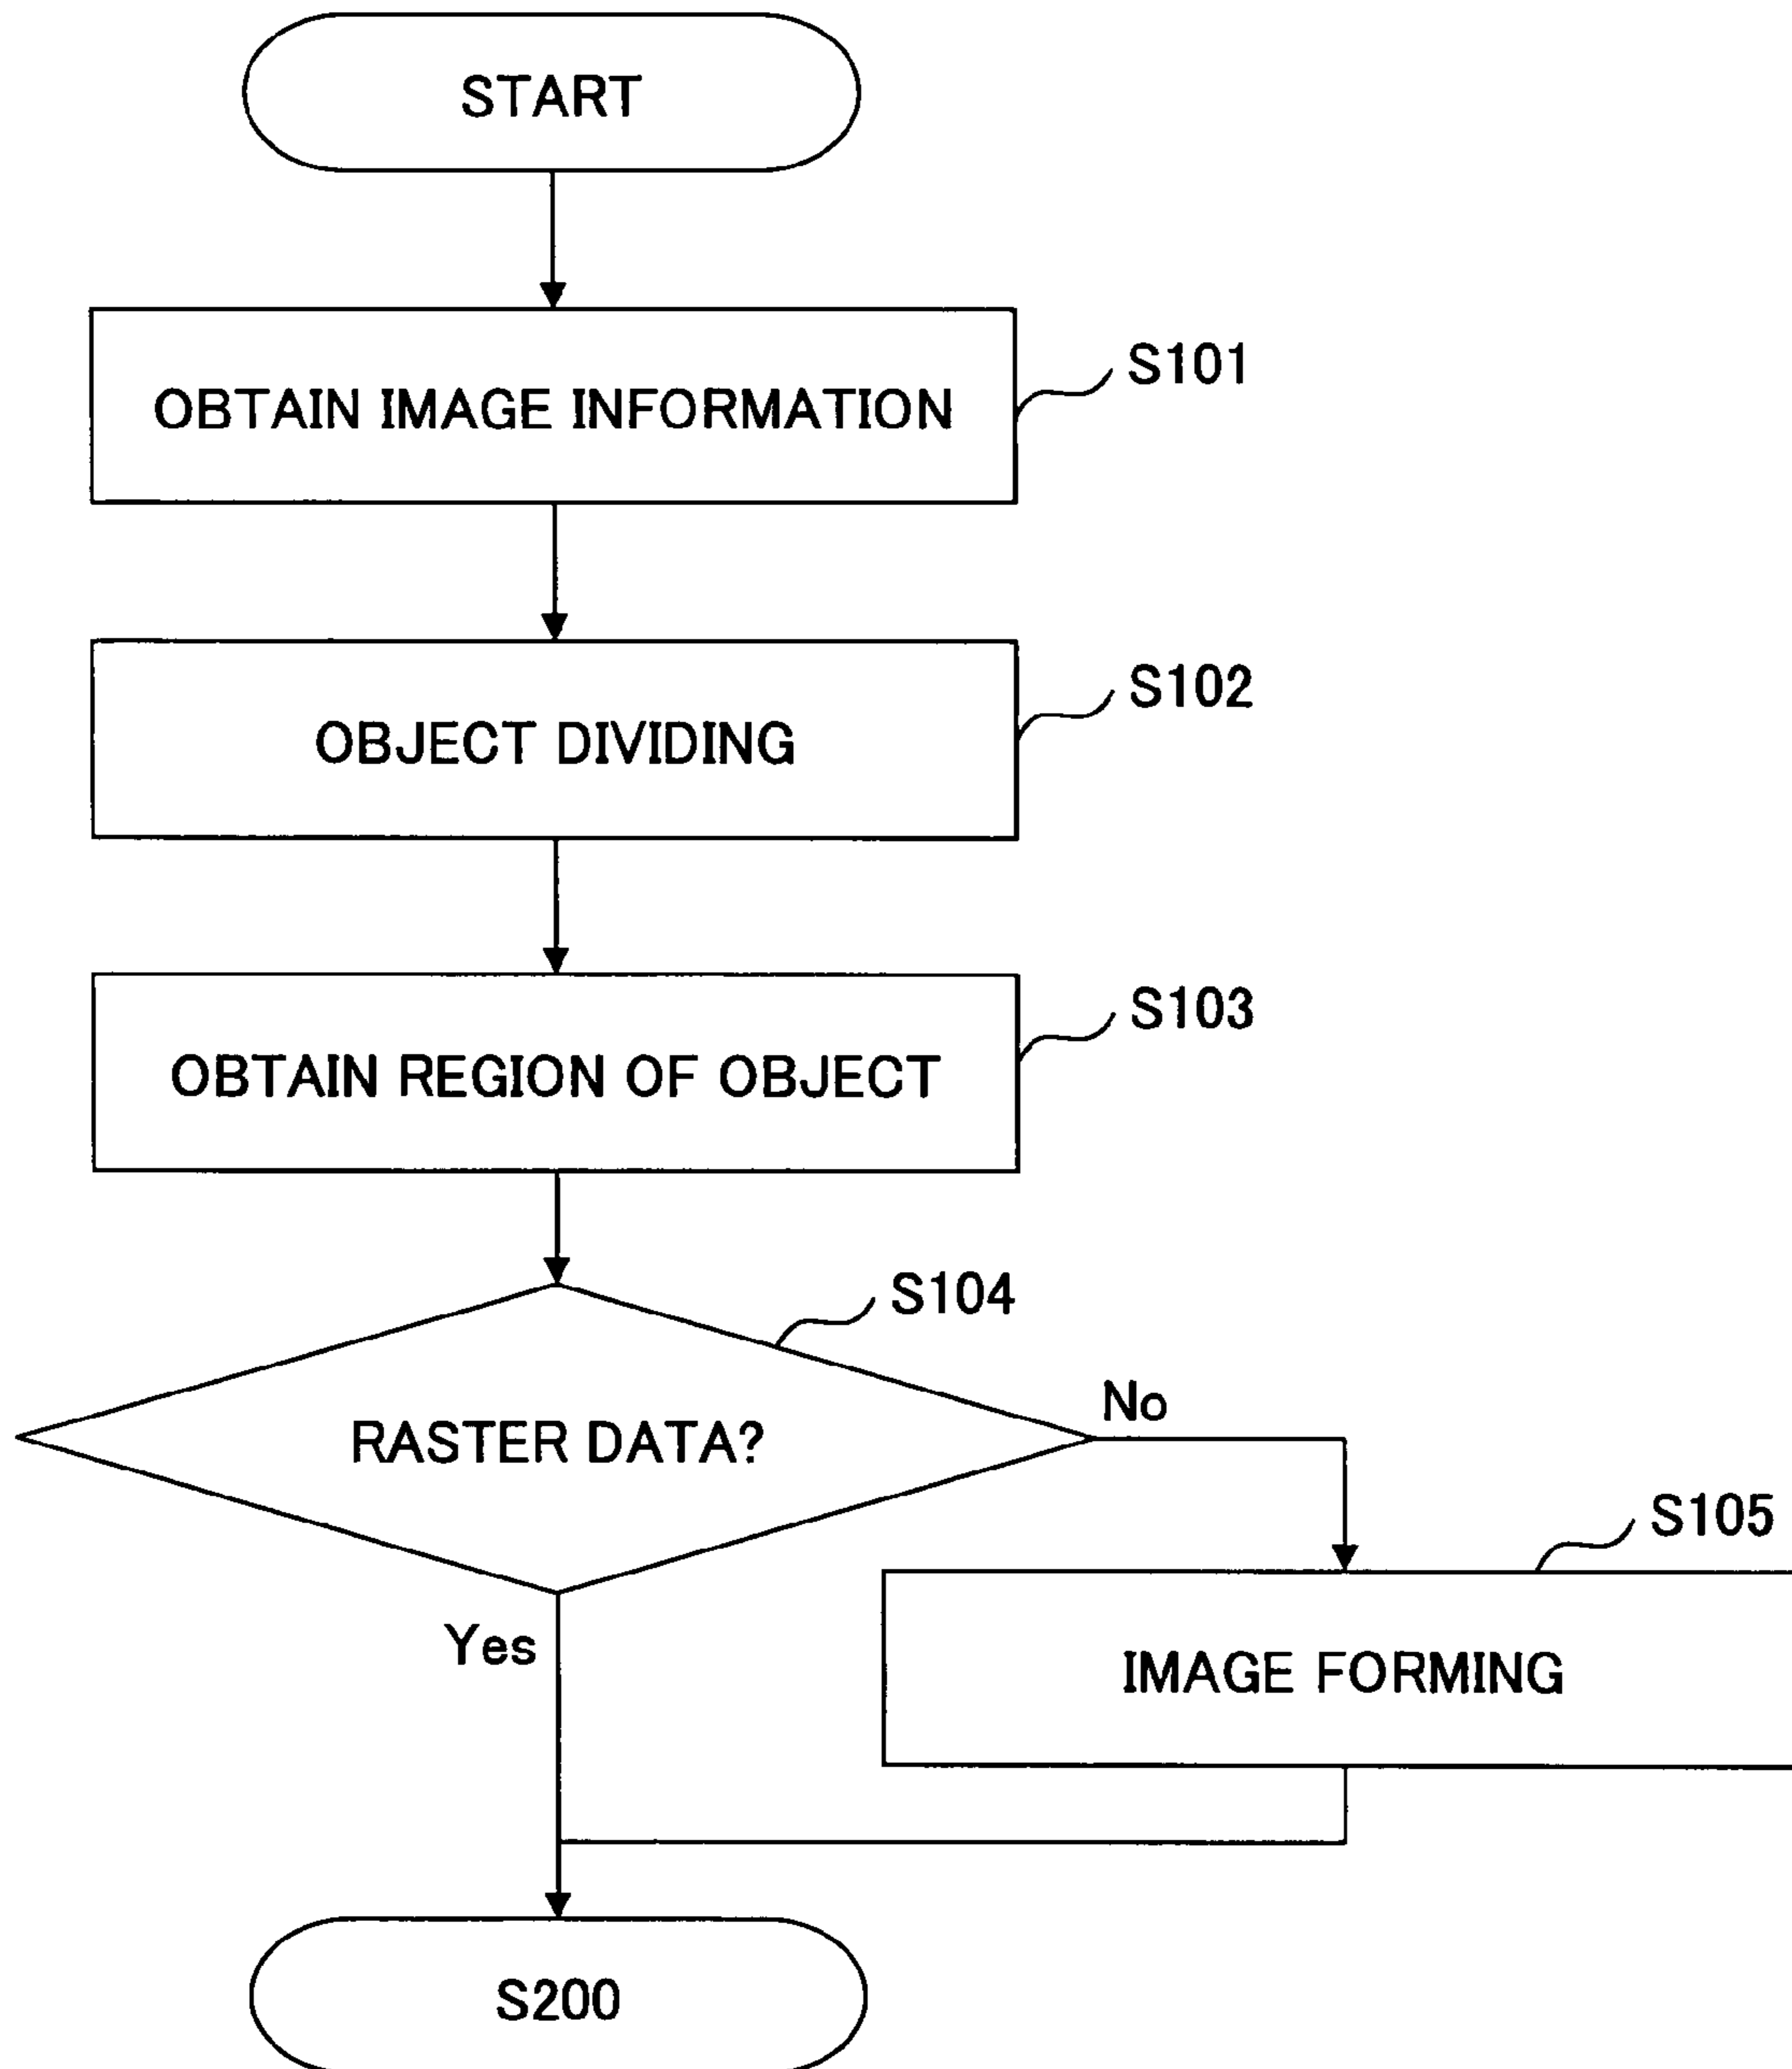 START
OBTAIN IMAGE INFORMATION
S101
OBJECT DIVIDING
S102
OBTAIN REGION OF OBJECT
S103
RASTER DATA?
S104
No
Yes
IMAGE FORMING
S105
S200